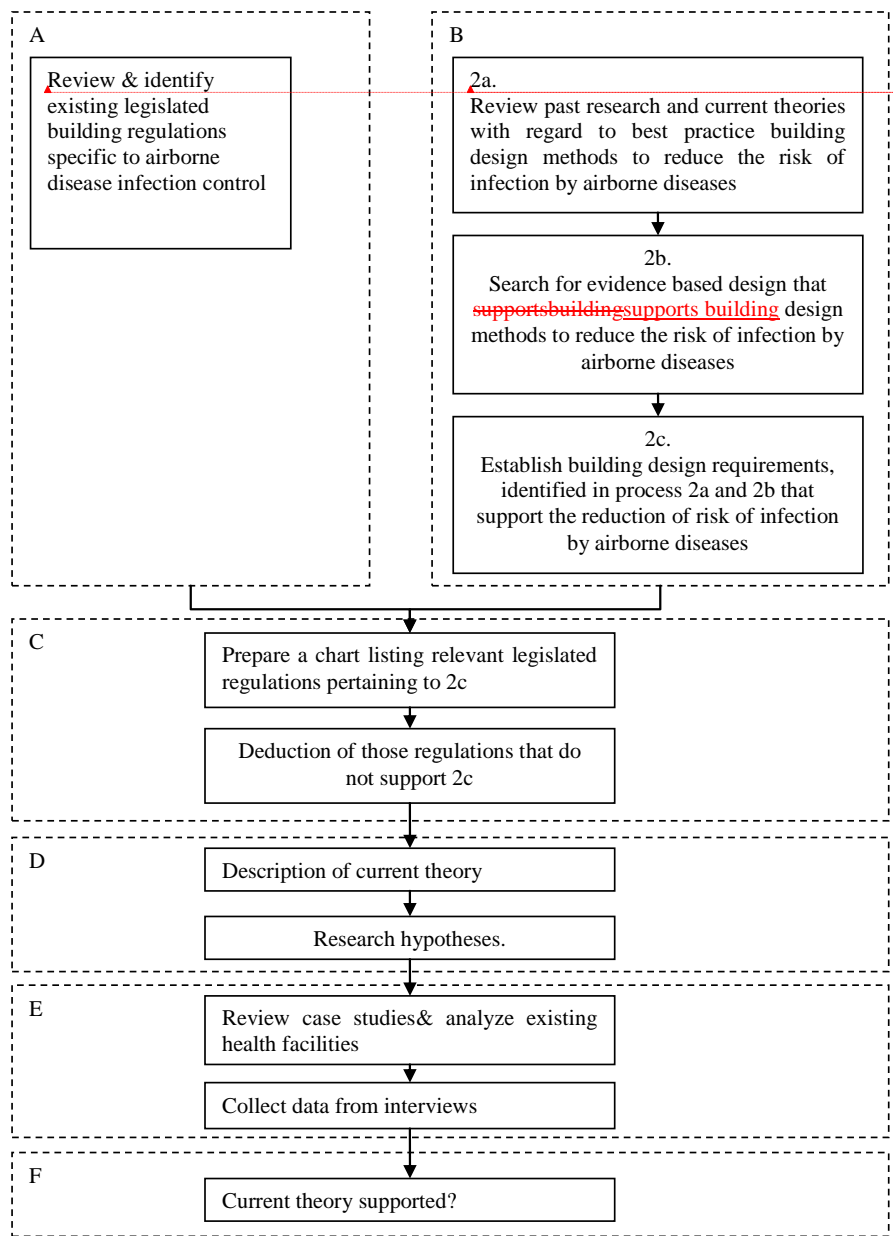 A
Review & identify
existing legislated
building regulations
specific to airborne
disease infection control
B
2a.
Review past research and current theories
with regard to best practice building
design methods to reduce the risk of
infection by airborne diseases
2b.
Search for evidence based design that
supportsbuildingsupports building design
methods to reduce the risk of infection by
airborne diseases
2c.
Establish building design requirements,
identified in process 2a and 2b that
support the reduction of risk of infection
by airborne diseases
C
Prepare a chart listing relevant legislated
regulations pertaining to 2c
Deduction of those regulations that do
not support 2c
D
Description of current theory
Research hypotheses.
E
Review case studies& analyze existing
health facilities
Collect data from interviews
F
Current theory supported?